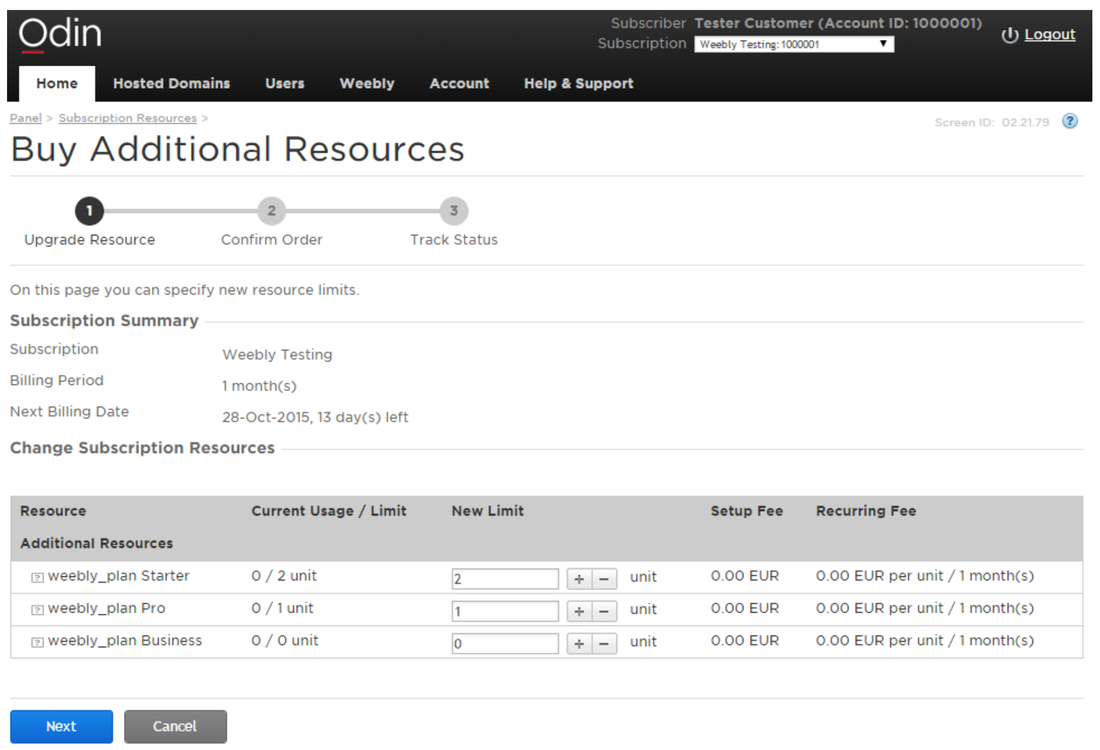 Odin
Subscriber Tester Customer (Account ID: 1000001)
Subscription Weebly Testing:1000001
Logout
Home Hosted Domains Users Weebly Account Help & Support
Panel > Subscription Resources >
Screen ID: 02.21.79 ?
Buy Additional Resources
1 2 3
Upgrade Resource Confirm Order Track Status
On this page you can specify new resource limits.
Subscription Summary
Subscription Weebly Testing
Billing Period 1 month(s)
Next Billing Date 28-Oct-2015, 13 day(s) left
Change Subscription Resources
Resource Current Usage / Limit New Limit Setup Fee Recurring Fee
Additional Resources
? weebly_plan Starter 0 / 2 unit 2 + − unit 0.00 EUR 0.00 EUR per unit / 1 month(s)
? weebly_plan Pro 0 / 1 unit 1 + − unit 0.00 EUR 0.00 EUR per unit / 1 month(s)
? weebly_plan Business 0 / 0 unit 0 + − unit 0.00 EUR 0.00 EUR per unit / 1 month(s)
Next Cancel